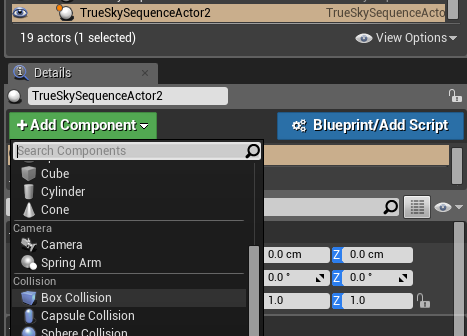 TrueSkySequenceActor2 TrueSkySequenceActo
19 actors (1 selected) View Options
Details
TrueSkySequenceActor2
+ Add Component Blueprint/Add Script
Search Components
Cube
Cylinder
Cone
Camera
Camera
Spring Arm
0.0 cm Z 0.0 cm
Collision
0.0 ° Z 0.0 °
Box Collision 1.0 Z 1.0
Capsule Collision
Sphere Collision